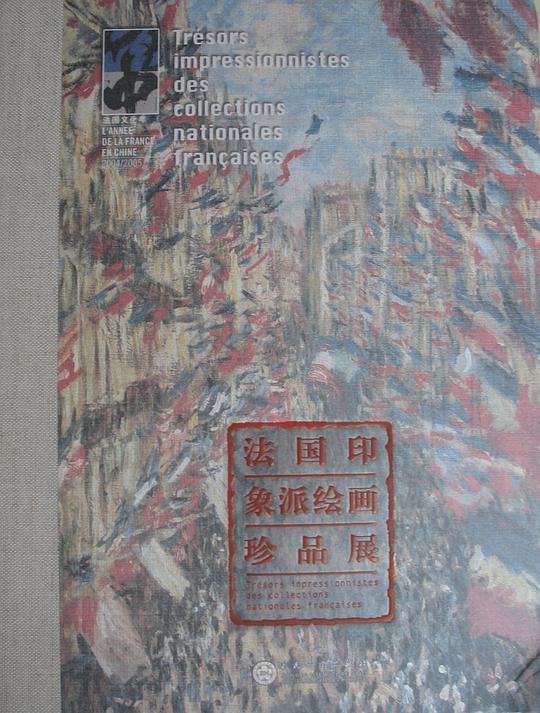 Trésors
impressionnistes
des
collections
nationales
françaises
法国文化年
L'ANNEE
DE LA FRANCE
EN CHINE
2004/2005
法国印
象派绘画
珍品展
Trésors impressionnistes
des collections
nationales françaises